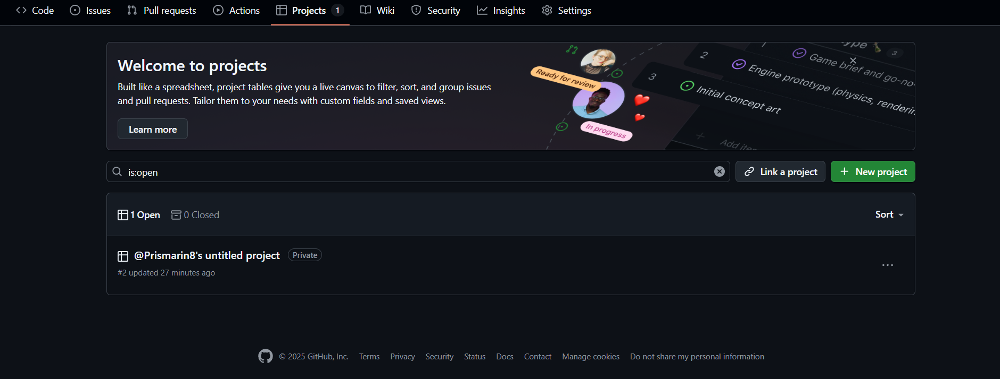 Code Issues Pull requests Actions Projects 1 Wiki Security Insights Settings
Welcome to projects
Built like a spreadsheet, project tables give you a live canvas to filter, sort, and group issues
and pull requests. Tailor them to your needs with custom fields and saved views.
Learn more
Ready for review
In progress
3
1
Game brief and go-no-
2
Engine prototype (physics, renderin
3
Initial concept art
+ Add
is:open
Link a project
New project
1 Open 0 Closed
Sort
@Prismarin8's untitled project Private
#2 updated 27 minutes ago
...
© 2025 GitHub, Inc. Terms Privacy Security Status Docs Contact Manage cookies Do not share my personal information